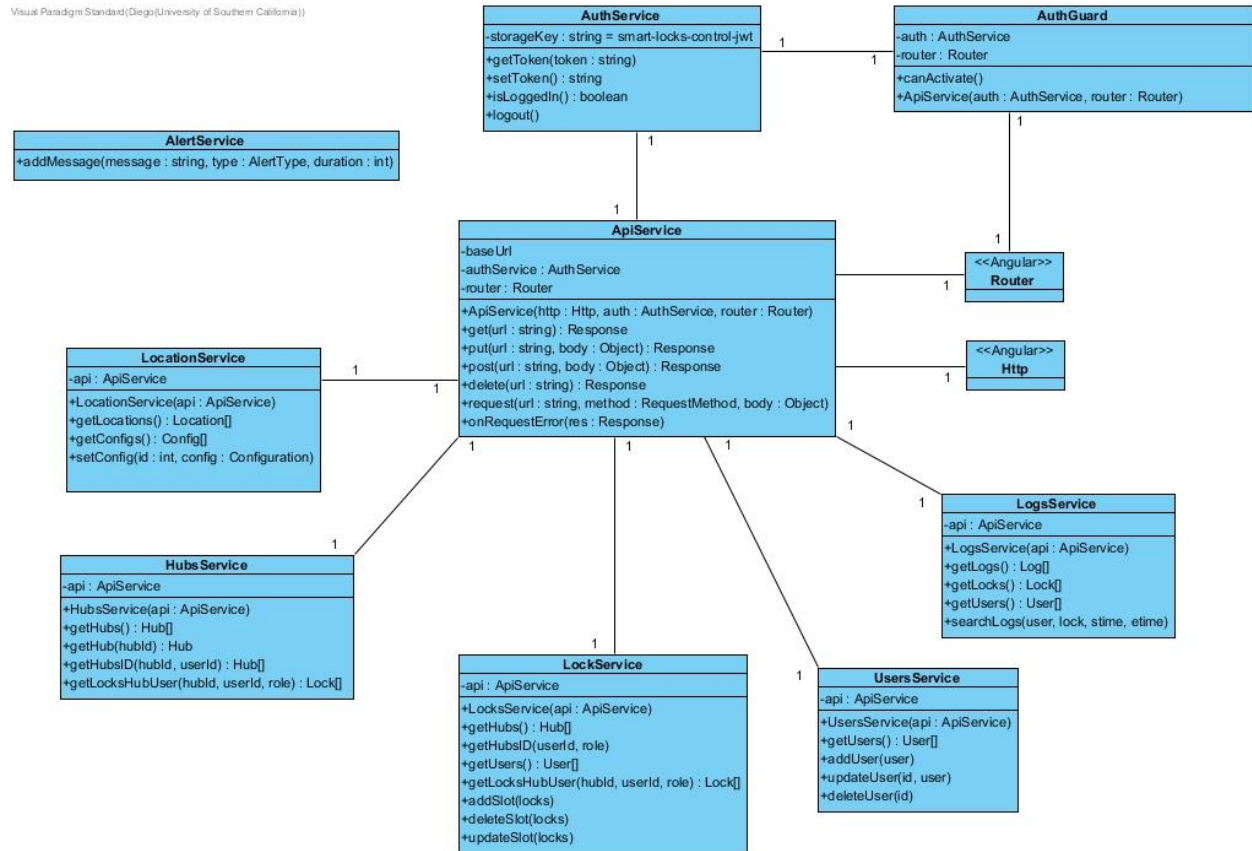 Visual Paradigm Standard(Diego(University of Southern California))
AuthService
-storageKey : string = smart-locks-control-jwt
+getToken(token : string)
+setToken() : string
+isLoggedIn() : boolean
+logout()
1
1
AuthGuard
-auth : AuthService
-router : Router
+canActivate()
+ApiService(auth : AuthService, router : Router)
AlertService
+addMessage(message : string, type : AlertType, duration : int)
1
1
1
1
ApiService
-baseUrl
-authService : AuthService
-router : Router
+ApiService(http : Http, auth : AuthService, router : Router)
+get(url : string) : Response
+put(url : string, body : Object) : Response
+post(url : string, body : Object) : Response
+delete(url : string) : Response
+request(url : string, method : RequestMethod, body : Object)
+onRequestError(res : Response)
<<Angular>>
Router
1
<<Angular>>
Http
1
LocationService
-api : ApiService
+LocationService(api : ApiService)
+getLocations() : Location[]
+getConfigs() : Config[]
+setConfig(id : int, config : Configuration)
1
1
1
1
1
1
1
HubsService
-api : ApiService
+HubsService(api : ApiService)
+getHubs() : Hub[]
+getHub(hubId) : Hub
+getHubsID(hubId, userId) : Hub[]
+getLocksHubUser(hubId, userId, role) : Lock[]
1
LogsService
-api : ApiService
+LogsService(api : ApiService)
+getLogs() : Log[]
+getLocks() : Lock[]
+getUsers() : User[]
+searchLogs(user, lock, stime, etime)
1
LockService
-api : ApiService
+LocksService(api : ApiService)
+getHubs() : Hub[]
+getHubsID(userId, role)
+getUsers() : User[]
+getLocksHubUser(hubId, userId, role) : Lock[]
+addSlot(locks)
+deleteSlot(locks)
+updateSlot(locks)
1
UsersService
-api : ApiService
+UsersService(api : ApiService)
+getUsers() : User[]
+addUser(user)
+updateUser(id, user)
+deleteUser(id)